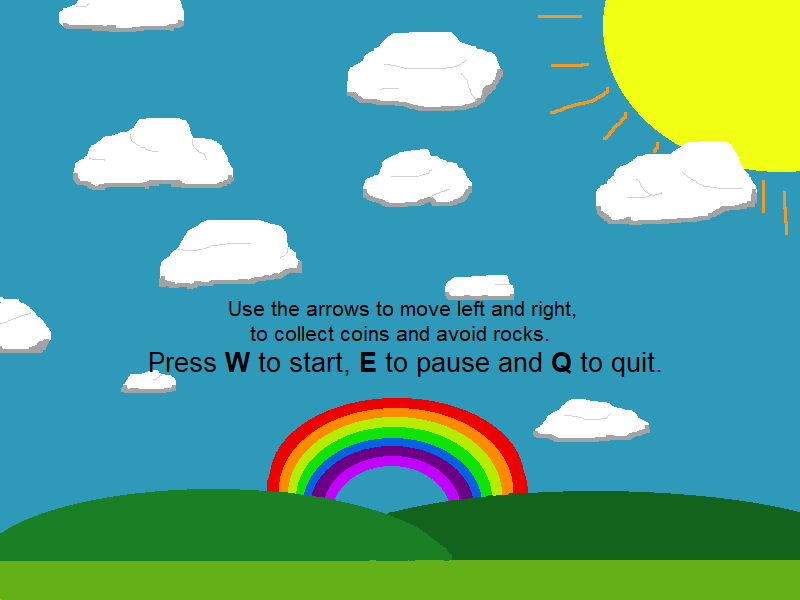 Use the arrows to move left and right,
to collect coins and avoid rocks.
Press W to start, E to pause and Q to quit.